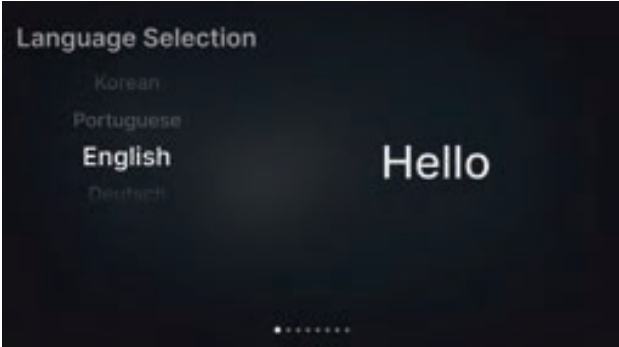 Language Selection
Korean
Portuguese
English
Deutsch
Hello